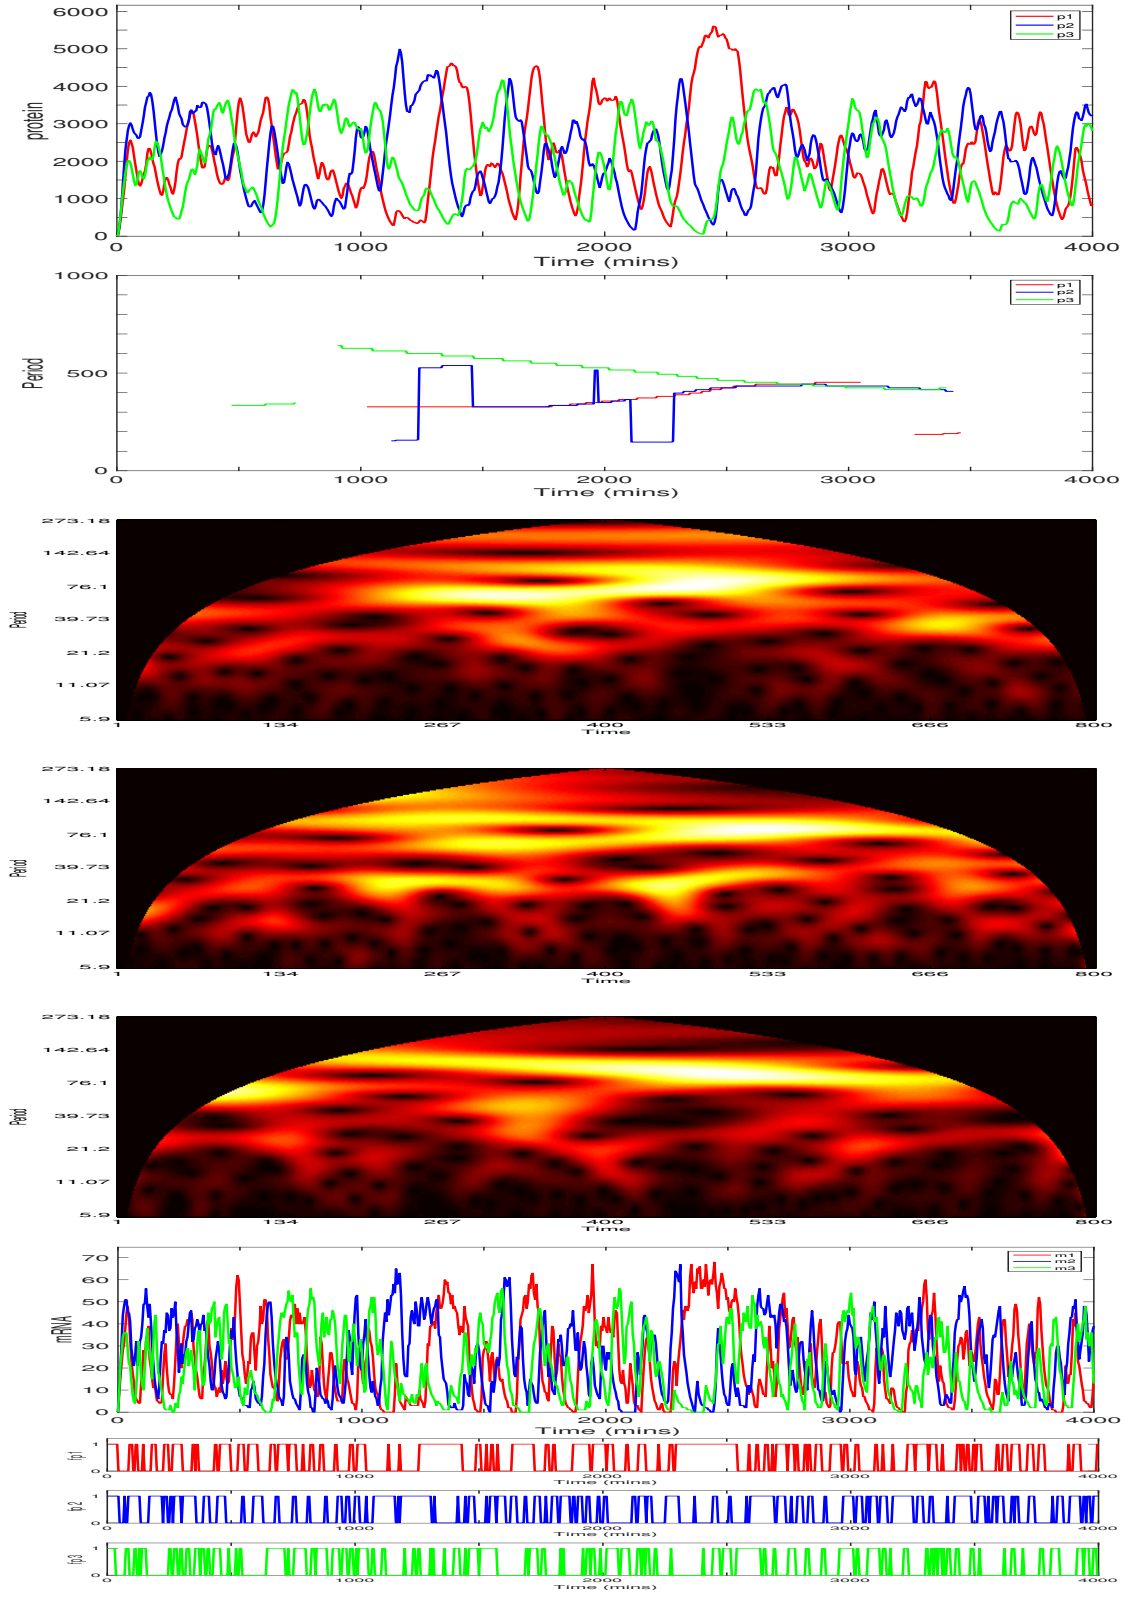 6000
5000
4000
3000
2000
1000
0
protein
p1
p2
p3
0 1000 2000 3000 4000
Time (mins)
1000
500
0
Period
p1
p2
p3
0 1000 2000 3000 4000
Time (mins)
273.18
142.64
76.1
39.73
21.2
11.07
5.9
Period
1 134 267 400 533 666 800
Time
273.18
142.64
76.1
39.73
21.2
11.07
5.9
Period
1 134 267 400 533 666 800
Time
273.18
142.64
76.1
39.73
21.2
11.07
5.9
Period
1 134 267 400 533 666 800
Time
70
60
50
40
30
20
10
0
mRNA
m1
m2
m3
0 1000 2000 3000 4000
Time (mins)
1
0
fp1
0 1000 2000 3000 4000
Time (mins)
1
0
fp2
0 1000 2000 3000 4000
Time (mins)
1
0
fp3
0 1000 2000 3000 4000
Time (mins)